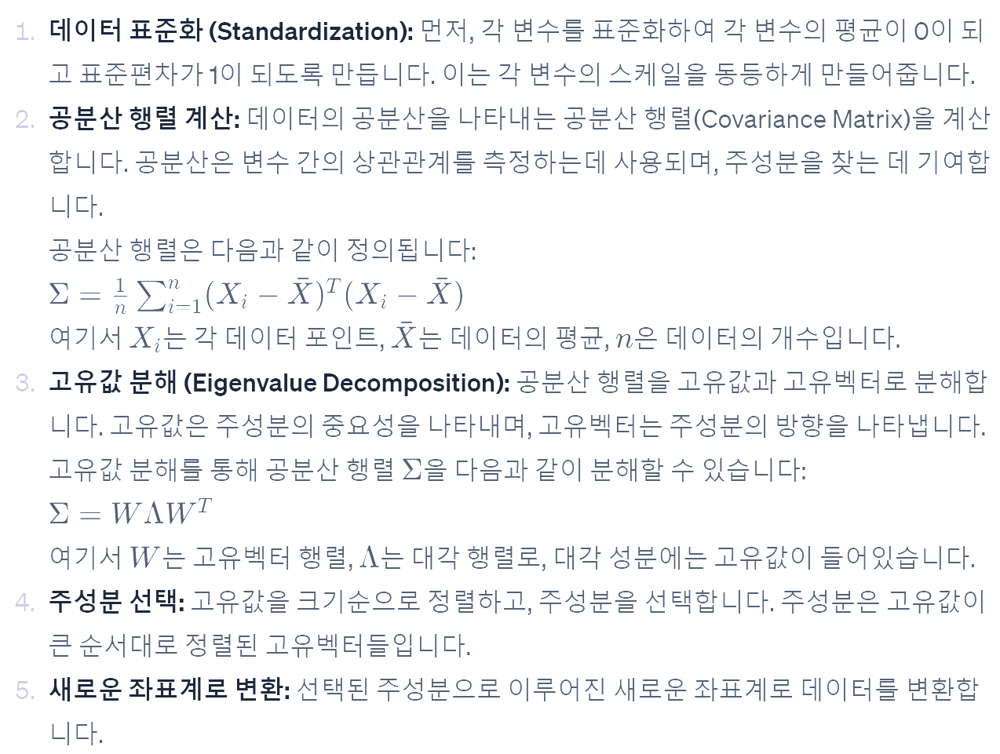 1. 데이터 표준화 (Standardization): 먼저, 각 변수를 표준화하여 각 변수의 평균이 0이 되
고 표준편차가 1이 되도록 만듭니다. 이는 각 변수의 스케일을 동등하게 만들어줍니다.
2. 공분산 행렬 계산: 데이터의 공분산을 나타내는 공분산 행렬(Covariance Matrix)을 계산
합니다. 공분산은 변수 간의 상관관계를 측정하는데 사용되며, 주성분을 찾는 데 기여합
니다.
공분산 행렬은 다음과 같이 정의됩니다:
Σ = \frac{1}{n} \sum_{i=1}^{n} (X_i − \bar{X})^T (X_i − \bar{X})
여기서 X_i는 각 데이터 포인트, \bar{X}는 데이터의 평균, n은 데이터의 개수입니다.
3. 고유값 분해 (Eigenvalue Decomposition): 공분산 행렬을 고유값과 고유벡터로 분해합
니다. 고유값은 주성분의 중요성을 나타내며, 고유벡터는 주성분의 방향을 나타냅니다.
고유값 분해를 통해 공분산 행렬 Σ을 다음과 같이 분해할 수 있습니다:
Σ = WΛW^T
여기서 W는 고유벡터 행렬, Λ는 대각 행렬로, 대각 성분에는 고유값이 들어있습니다.
4. 주성분 선택: 고유값을 크기순으로 정렬하고, 주성분을 선택합니다. 주성분은 고유값이
큰 순서대로 정렬된 고유벡터들입니다.
5. 새로운 좌표계로 변환: 선택된 주성분으로 이루어진 새로운 좌표계로 데이터를 변환합
니다.